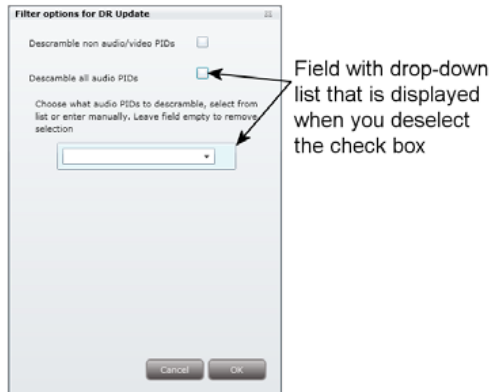 Filter options for DR Update
Descramble non audio/video PIDs
Descamble all audio PIDs
Choose what audio PIDs to descramble, select from
list or enter manually. Leave field empty to remove
selection
Cancel
OK
Field with drop-down
list that is displayed
when you deselect
the check box